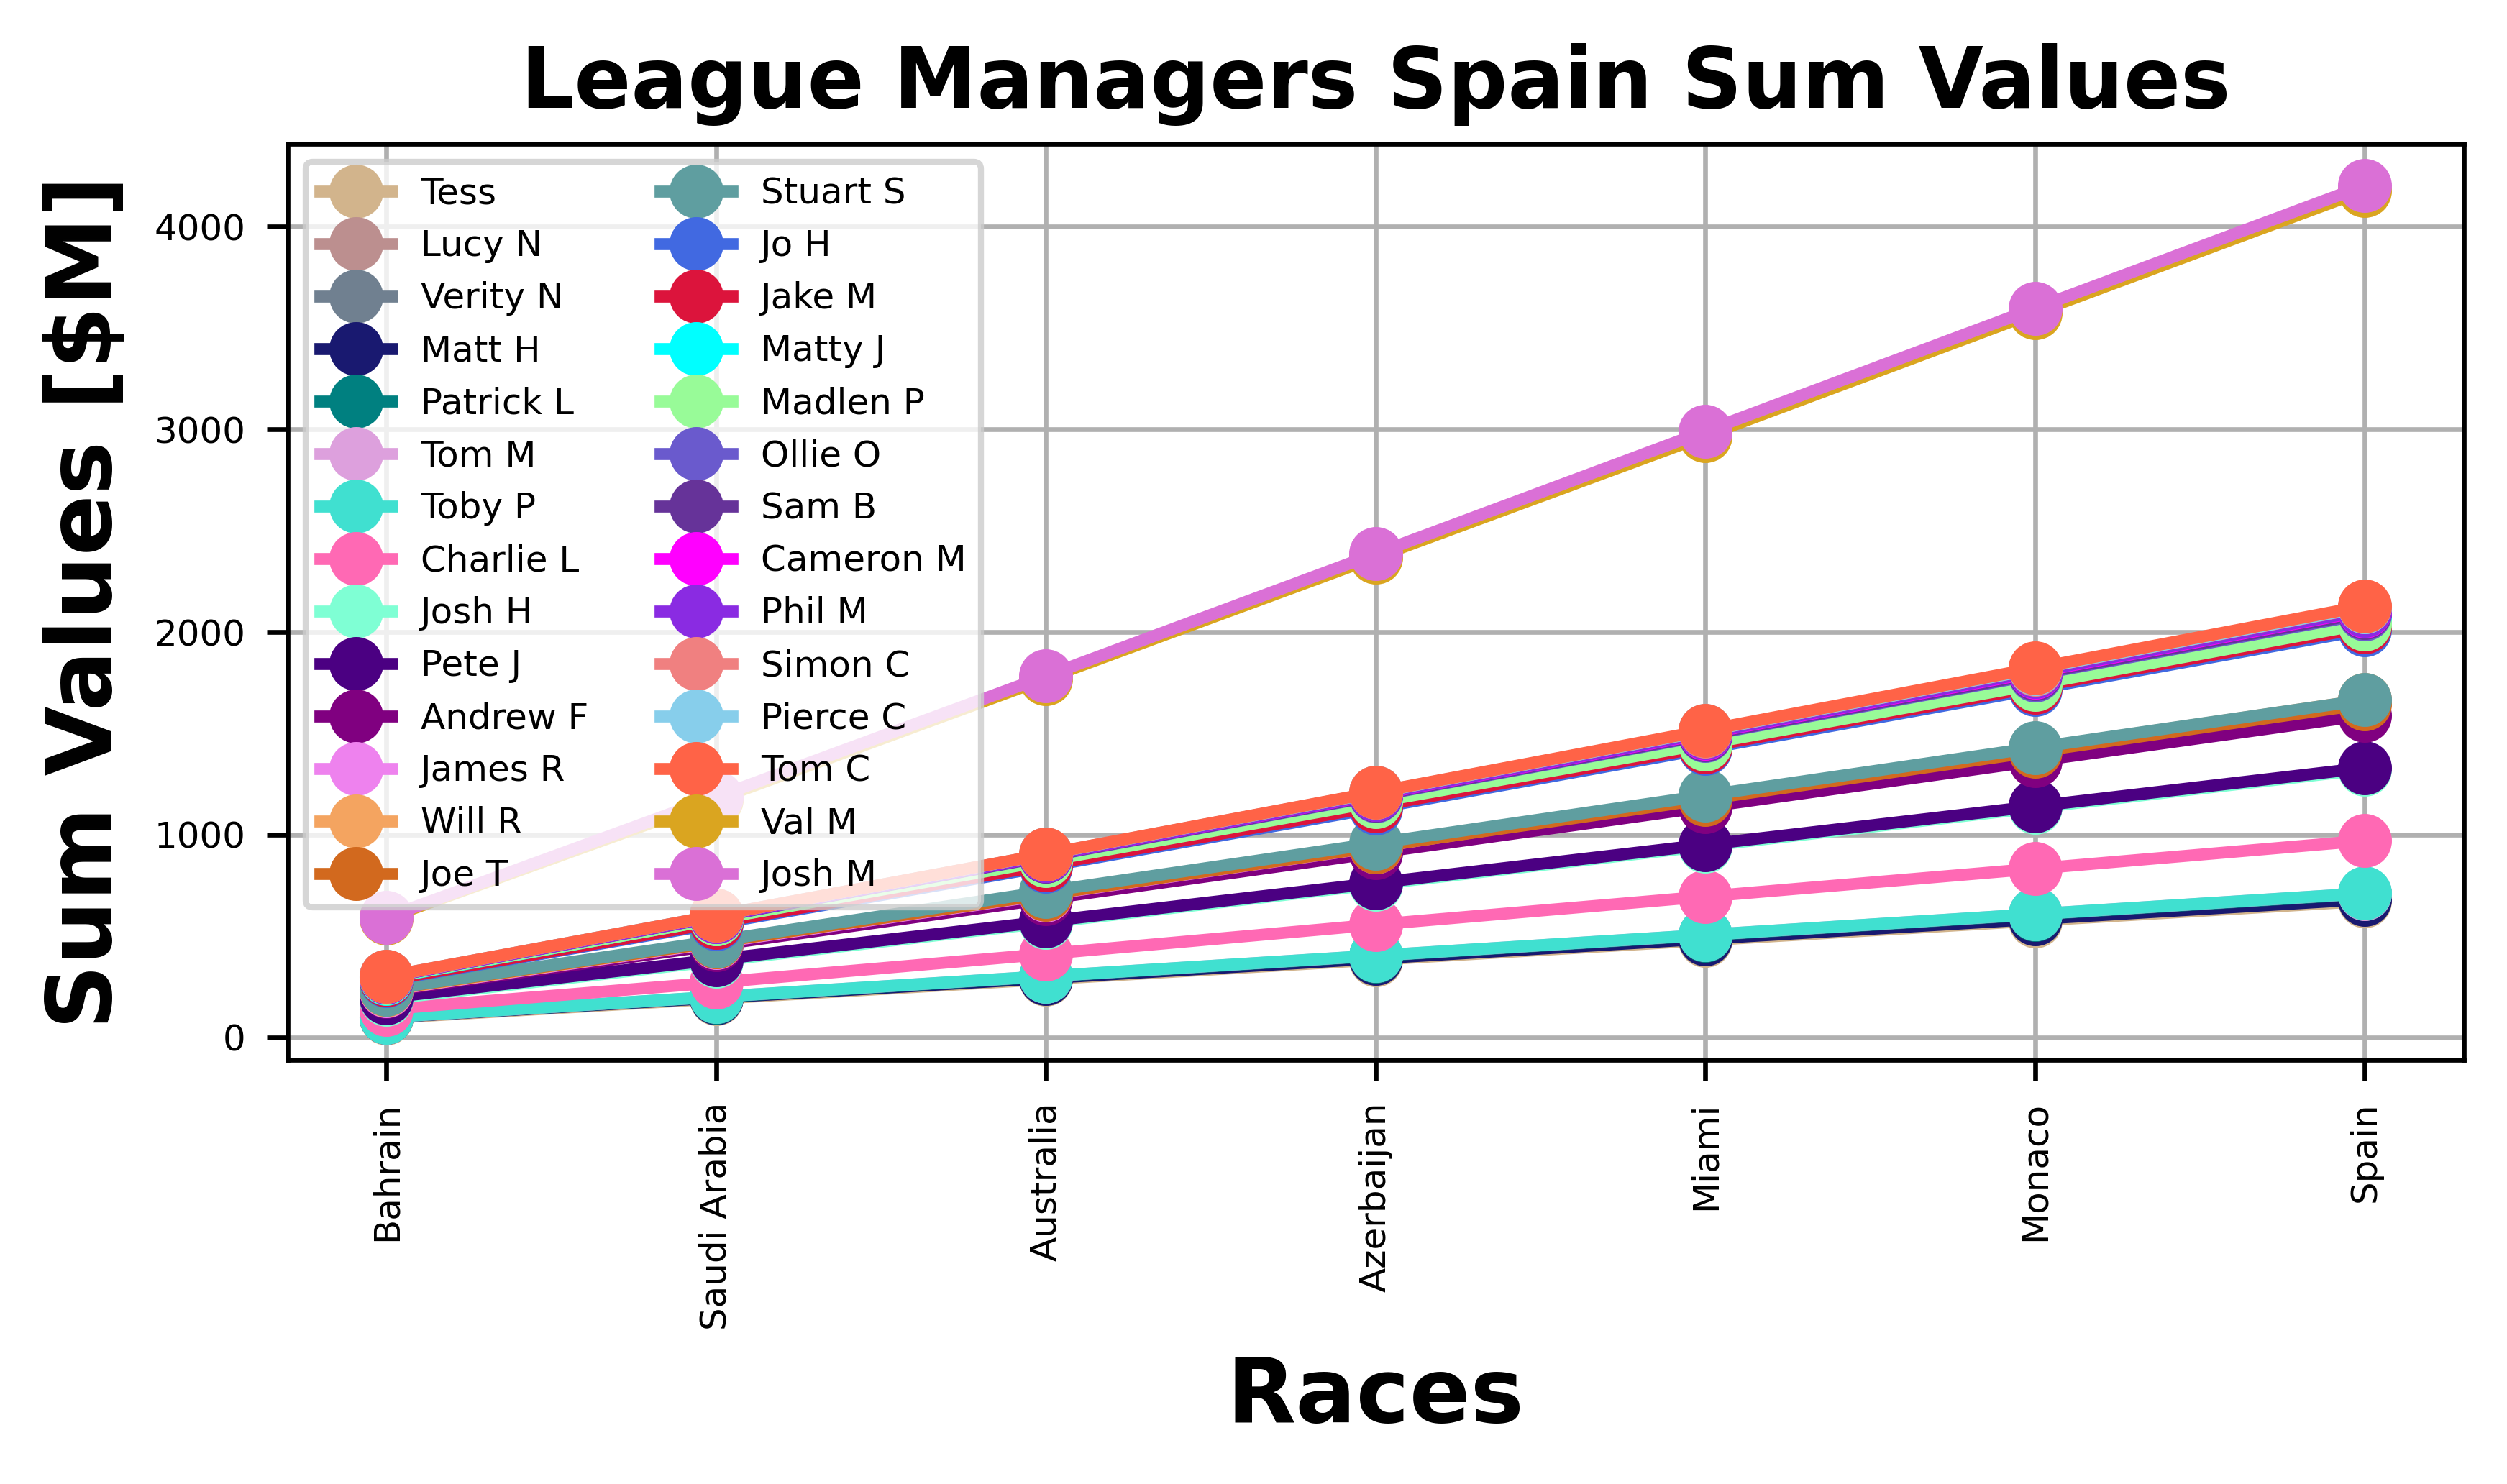 League Managers Spain Sum Values
Sum Values [$M]
4000
3000
2000
1000
0
Tess
Lucy N
Verity N
Matt H
Patrick L
Tom M
Toby P
Charlie L
Josh H
Pete J
Andrew F
James R
Will R
Joe T
Stuart S
Jo H
Jake M
Matty J
Madlen P
Ollie O
Sam B
Cameron M
Phil M
Simon C
Pierce C
Tom C
Val M
Josh M
Bahrain
Saudi Arabia
Australia
Azerbaijan
Miami
Monaco
Spain
Races